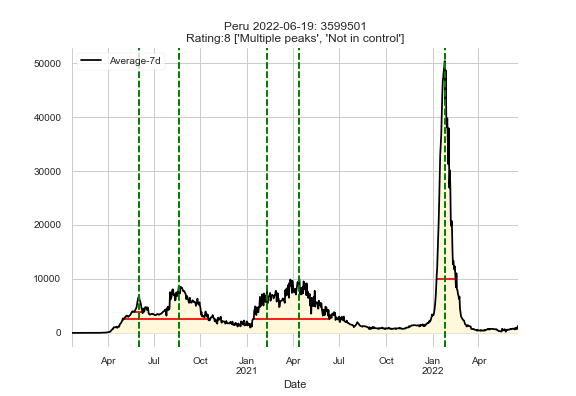 Peru 2022-06-19: 3599501
Rating:8 ['Multiple peaks', 'Not in control']
Average-7d
50000
40000
30000
20000
10000
0
Apr Jul Oct Jan Apr Jul Oct Jan Apr
2021 2022
Date